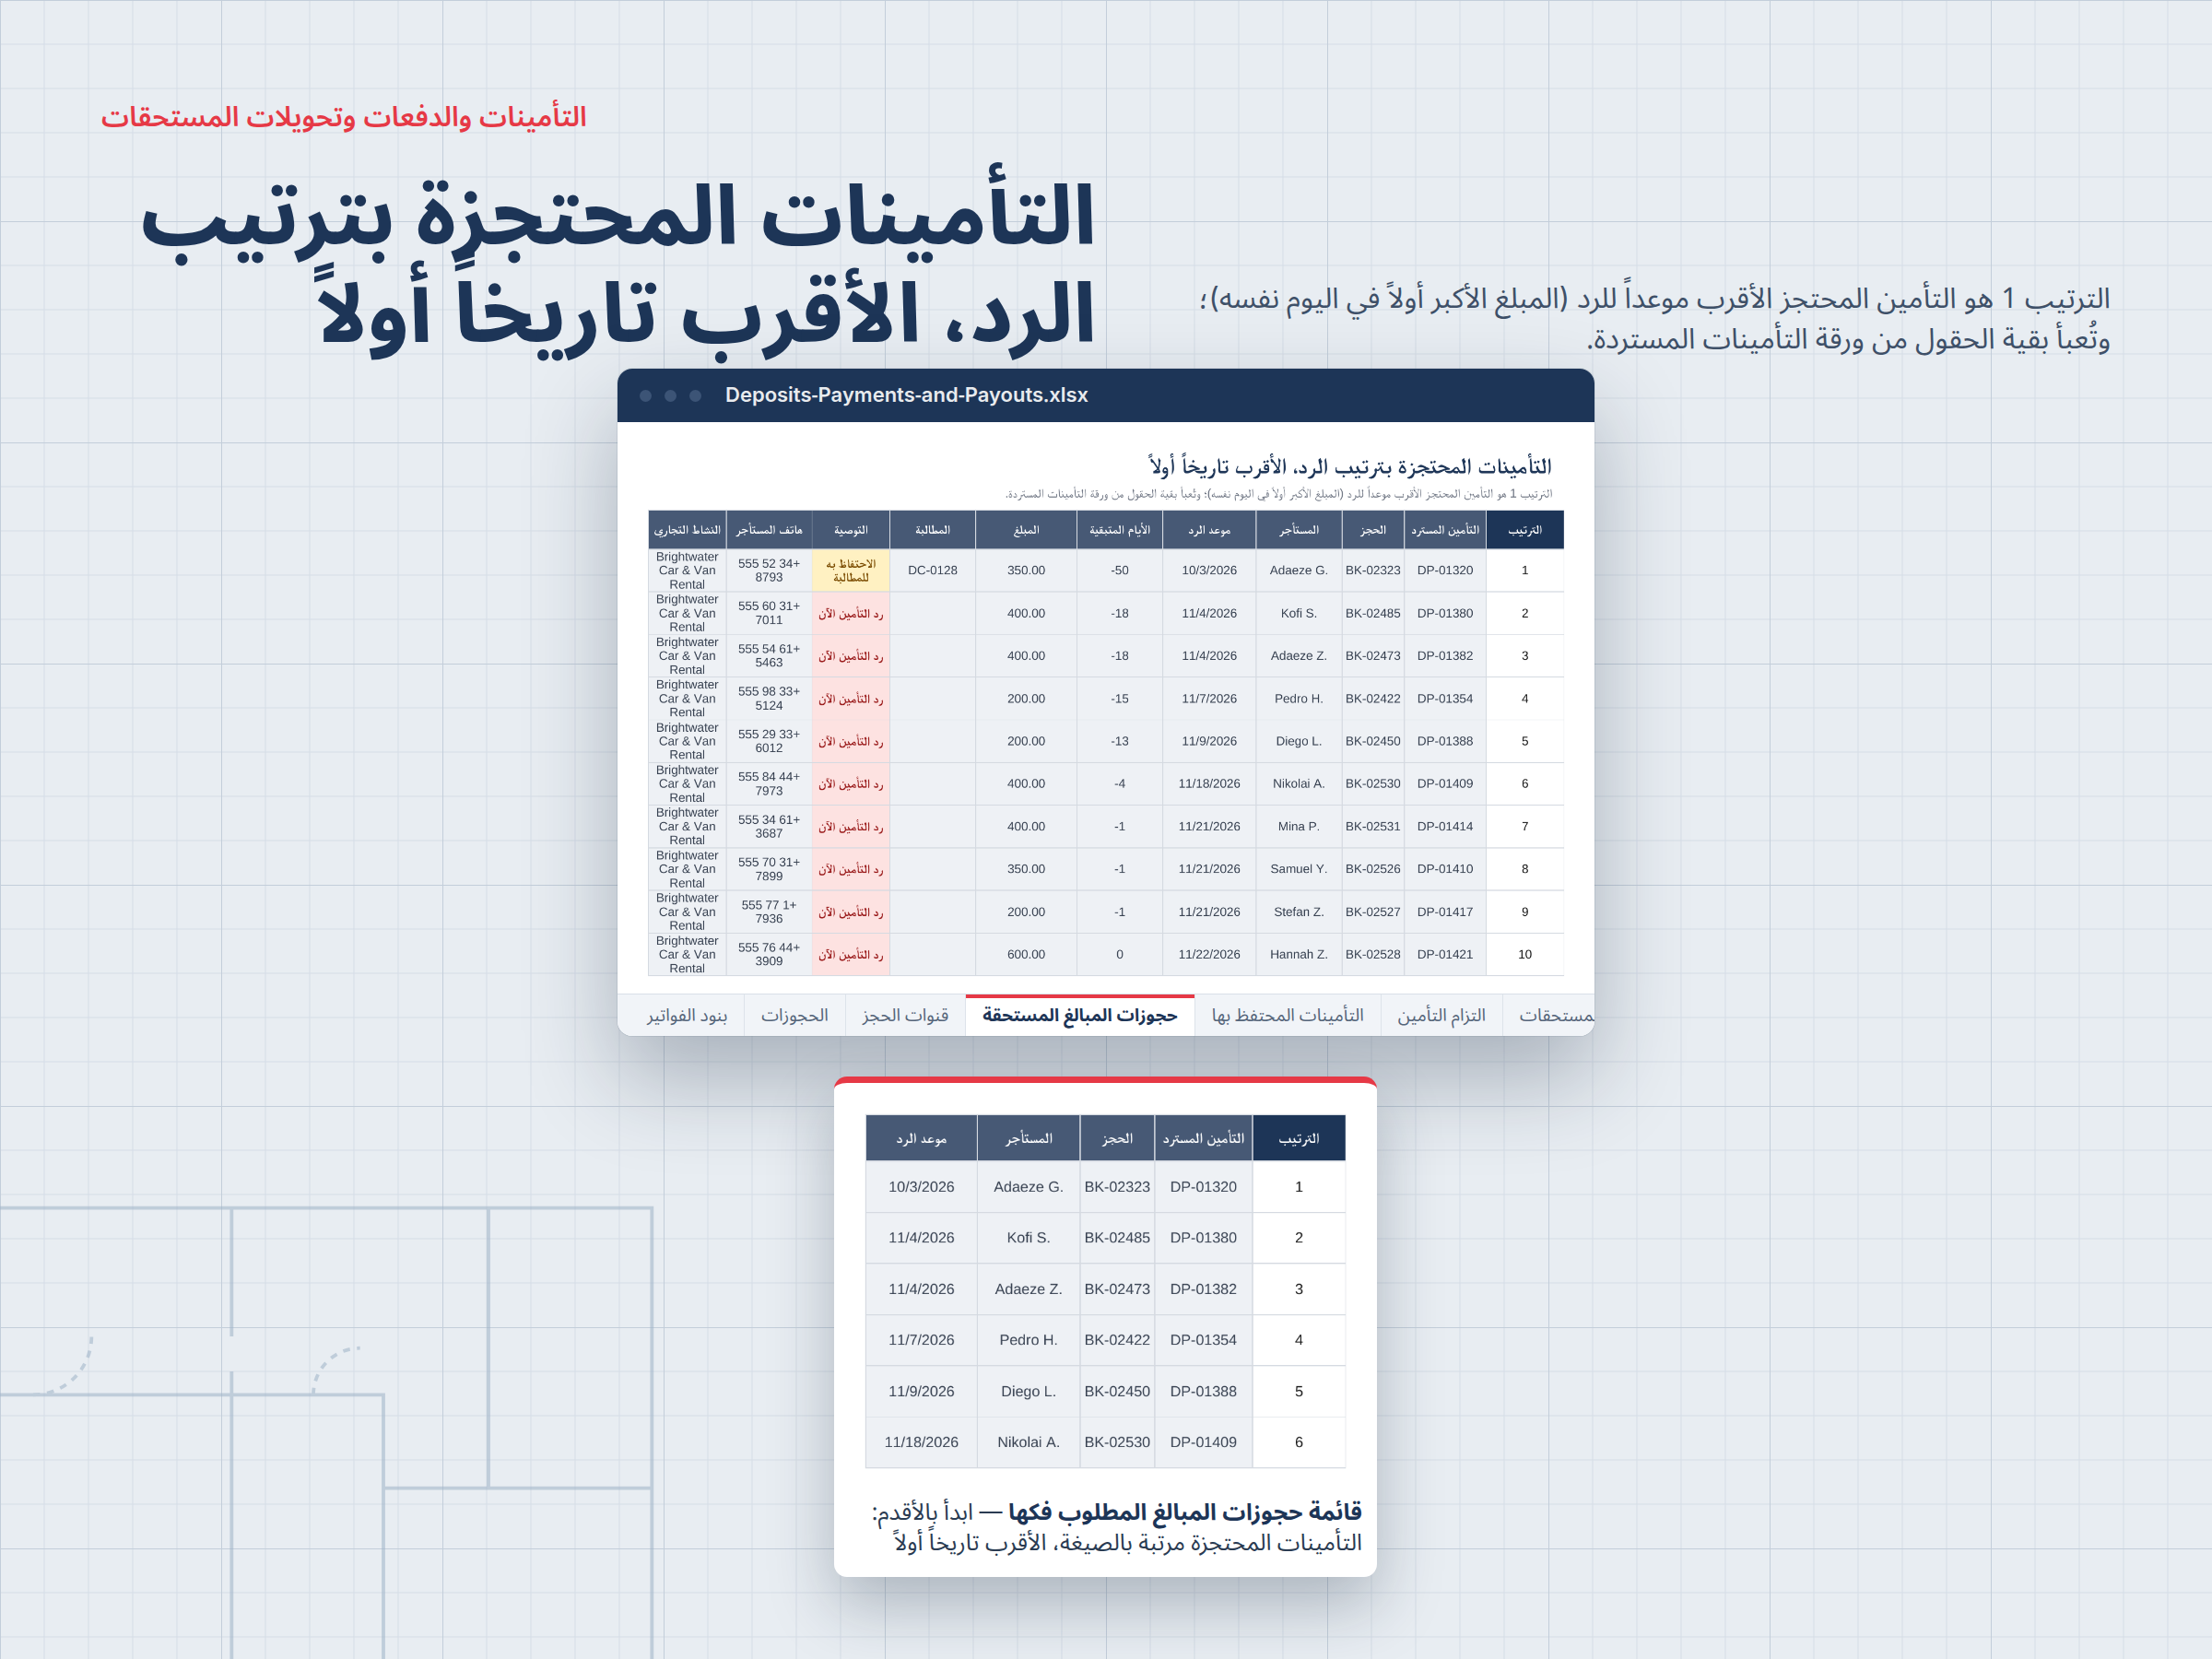 التأمينات والدفعات وتحويلات المستحقات
التأمينات المحتجزة بترتيب
الرد، الأقرب تاريخاً أولاً
الترتيب 1 هو التأمين المحتجز الأقرب موعداً للرد (المبلغ الأكبر أولاً في اليوم نفسه)؛
وتُعبأ بقية الحقول من ورقة التأمينات المستردة.
Deposits-Payments-and-Payouts.xlsx
التأمينات المحتجزة بترتيب الرد، الأقرب تاريخاً أولاً
الترتيب 1 هو التأمين المحتجز الأقرب موعداً للرد (المبلغ الأكبر أولاً في اليوم نفسه)؛ وتُعبأ بقية الحقول من ورقة التأمينات المستردة.
الترتيب التأمين المسترد الحجز المستأجر موعد الرد الأيام المتبقية المبلغ المطالبة التوصية هاتف المستأجر النشاط التجاري
1 DP-01320 BK-02323 Adaeze G. 10/3/2026 -50 350.00 DC-0128 الاحتفاظ به للمطالبة +34 52 555 8793 Brightwater Car & Van Rental
2 DP-01380 BK-02485 Kofi S. 11/4/2026 -18 400.00 رد التأمين الآن +31 60 555 7011 Brightwater Car & Van Rental
3 DP-01382 BK-02473 Adaeze Z. 11/4/2026 -18 400.00 رد التأمين الآن +61 54 555 5463 Brightwater Car & Van Rental
4 DP-01354 BK-02422 Pedro H. 11/7/2026 -15 200.00 رد التأمين الآن +33 98 555 5124 Brightwater Car & Van Rental
5 DP-01388 BK-02450 Diego L. 11/9/2026 -13 200.00 رد التأمين الآن +33 29 555 6012 Brightwater Car & Van Rental
6 DP-01409 BK-02530 Nikolai A. 11/18/2026 -4 400.00 رد التأمين الآن +44 84 555 7973 Brightwater Car & Van Rental
7 DP-01414 BK-02531 Mina P. 11/21/2026 -1 400.00 رد التأمين الآن +61 34 555 3687 Brightwater Car & Van Rental
8 DP-01410 BK-02526 Samuel Y. 11/21/2026 -1 350.00 رد التأمين الآن +31 70 555 7899 Brightwater Car & Van Rental
9 DP-01417 BK-02527 Stefan Z. 11/21/2026 -1 200.00 رد التأمين الآن +1 77 555 7936 Brightwater Car & Van Rental
10 DP-01421 BK-02528 Hannah Z. 11/22/2026 0 600.00 رد التأمين الآن +44 76 555 3909 Brightwater Car & Van Rental
التزام التأمين التأمينات المحتفظ بها حجوزات المبالغ المستحقة قنوات الحجز الحجوزات بنود الفواتير
الترتيب التأمين المسترد الحجز المستأجر موعد الرد
1 DP-01320 BK-02323 Adaeze G. 10/3/2026
2 DP-01380 BK-02485 Kofi S. 11/4/2026
3 DP-01382 BK-02473 Adaeze Z. 11/4/2026
4 DP-01354 BK-02422 Pedro H. 11/7/2026
5 DP-01388 BK-02450 Diego L. 11/9/2026
6 DP-01409 BK-02530 Nikolai A. 11/18/2026
قائمة حجوزات المبالغ المطلوب فكها — ابدأ بالأقدم:
التأمينات المحتجزة مرتبة بالصيغة، الأقرب تاريخاً أولاً